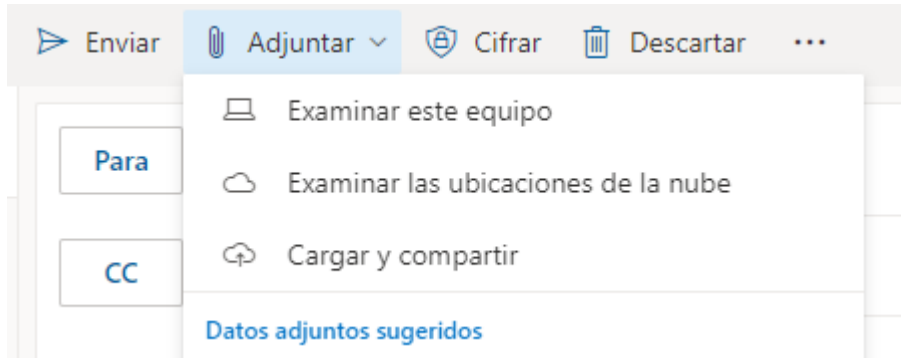 Enviar Adjuntar Cifrar Descartar ...
Examinar este equipo
Para
Examinar las ubicaciones de la nube
Cargar y compartir
CC
Datos adjuntos sugeridos